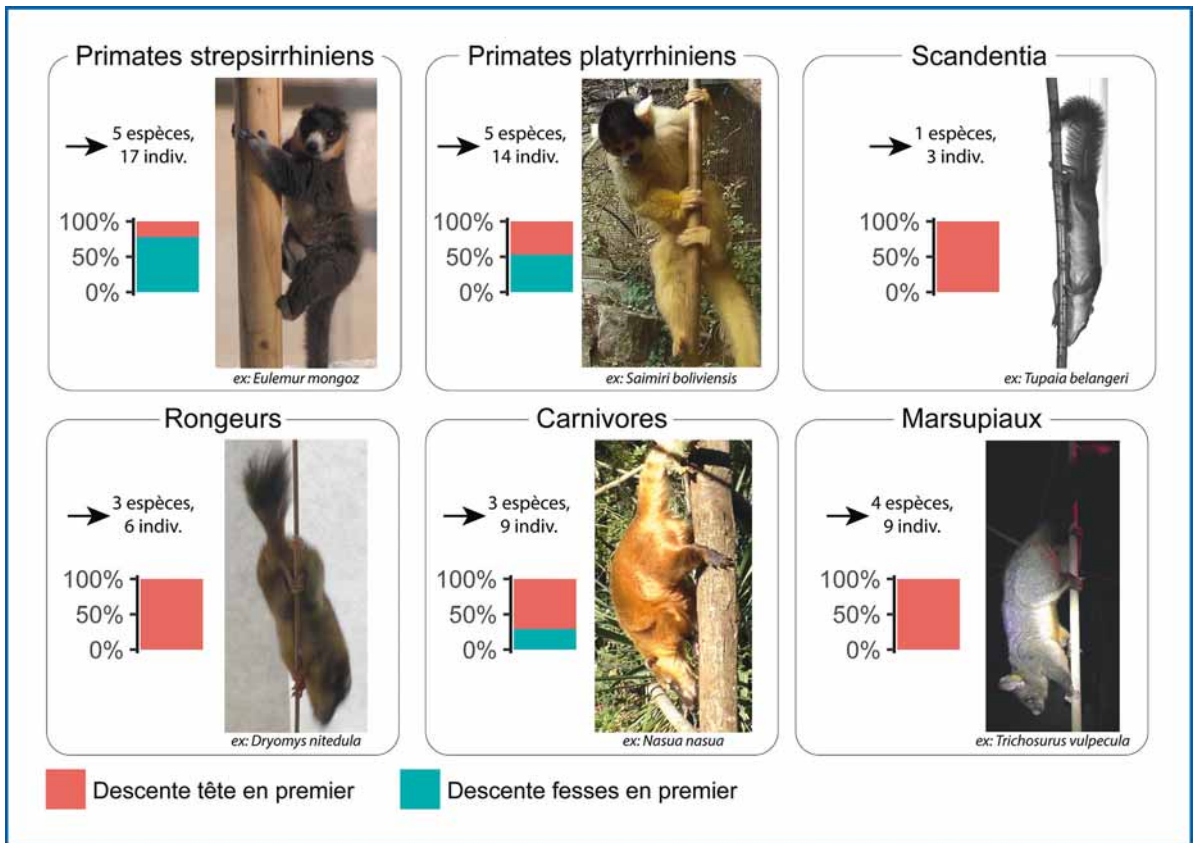 Primates strepsirrhiniens
5 espèces,
17 indiv.
100%
50%
0%
ex: Eulemur mongoz
Primates platyrrhiniens
5 espèces,
14 indiv.
100%
50%
0%
ex: Saimiri boliviensis
Scandentia
1 espèces,
3 indiv.
100%
50%
0%
ex: Tupaia belangeri
Rongeurs
3 espèces,
6 indiv.
100%
50%
0%
ex: Dryomys nitedula
Carnivores
3 espèces,
9 indiv.
100%
50%
0%
ex: Nasua nasua
Marsupiaux
4 espèces,
9 indiv.
100%
50%
0%
ex: Trichosurus vulpecula
Descente tête en premier
Descente fesses en premier